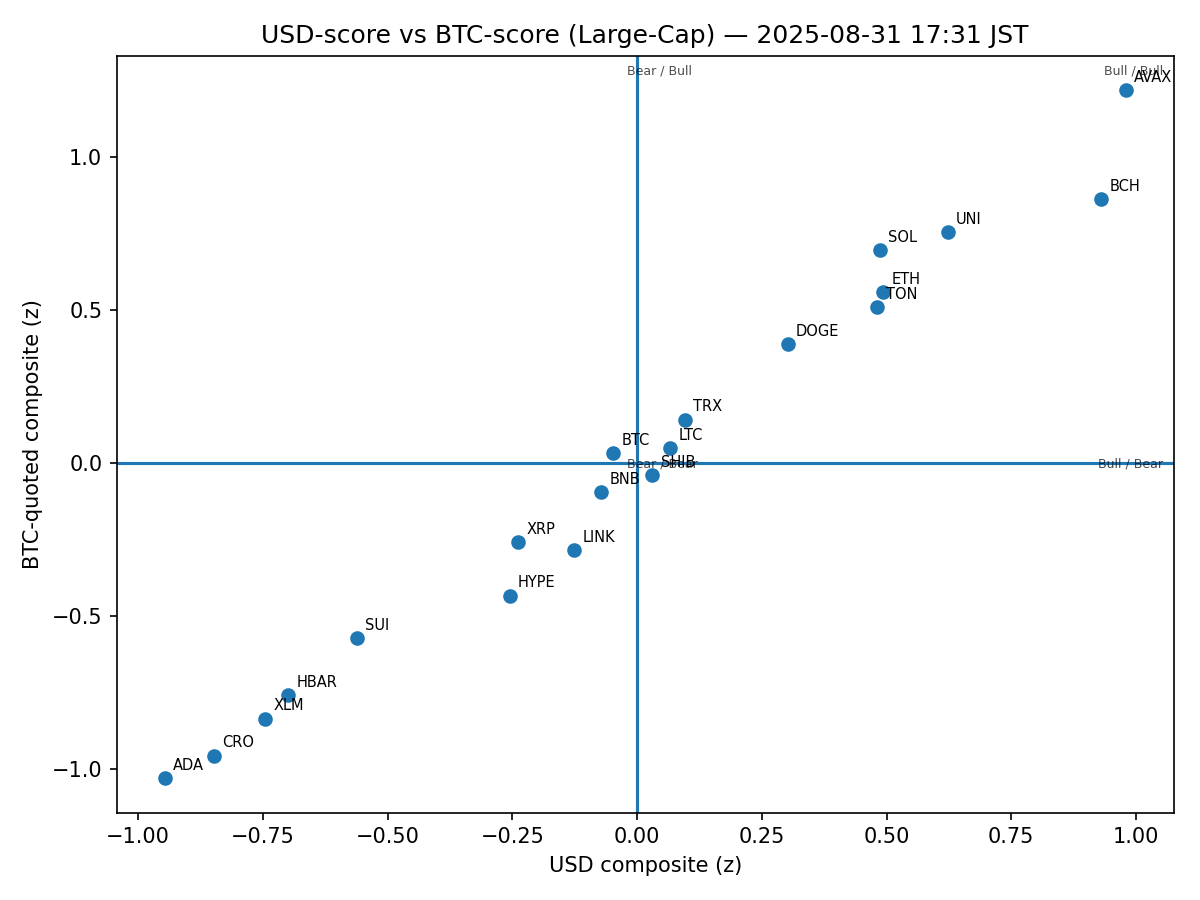 USD-score vs BTC-score (Large-Cap) — 2025-08-31 17:31 JST
Bear / Bull
Bull / Bull
AVAX
BCH
UNI
SOL
ETH
TON
DOGE
TRX
LTC
BTC
SHIB
Bear / Bear
Bull / Bear
BNB
XRP
LINK
HYPE
SUI
HBAR
XLM
CRO
ADA
1.0
0.5
0.0
−0.5
−1.0
BTC-quoted composite (z)
−1.00
−0.75
−0.50
−0.25
0.00
0.25
0.50
0.75
1.00
USD composite (z)